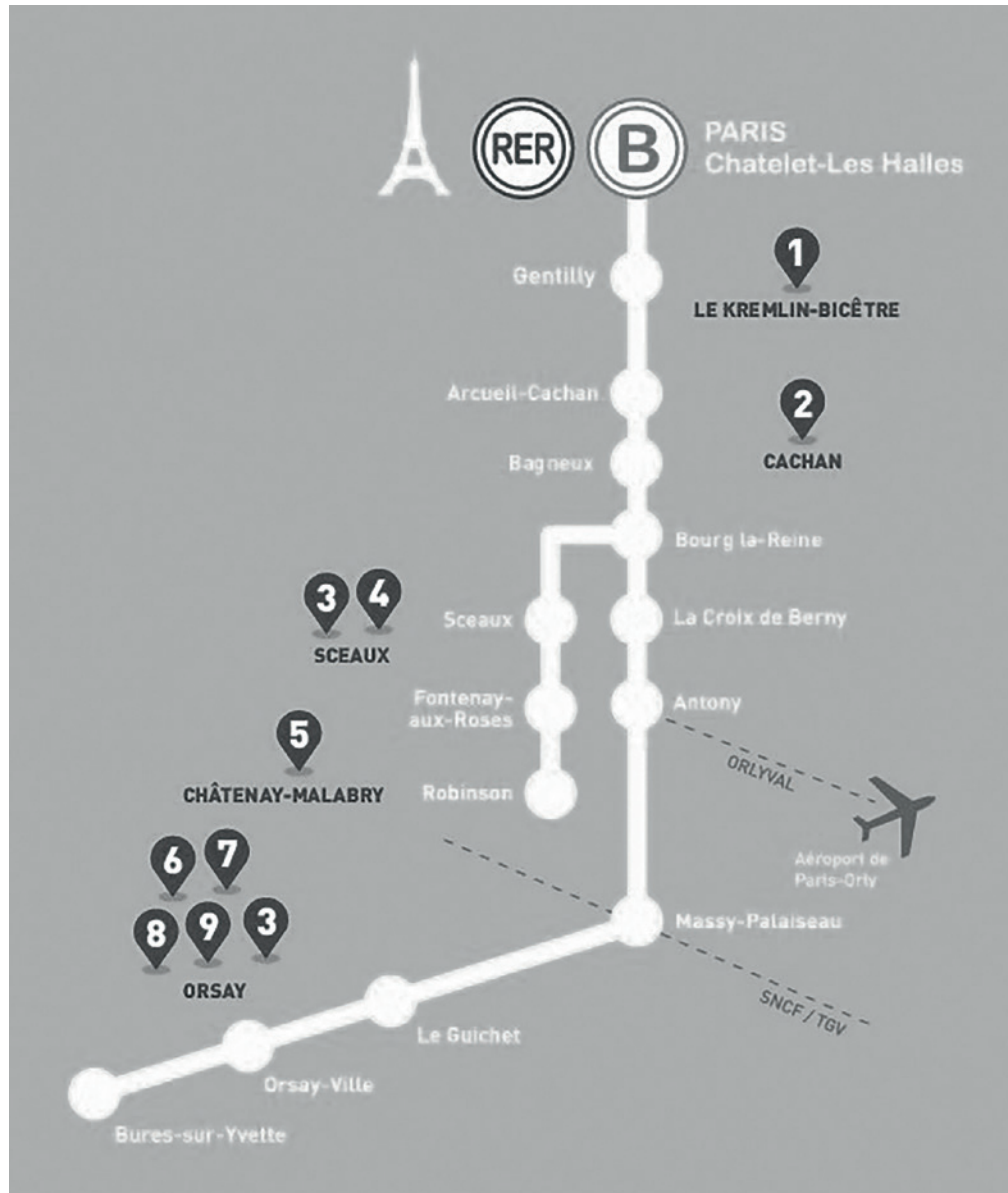 RER
B
PARIS
Chatelet-Les Halles
1
Gentilly
LE KREMLIN-BICÊTRE
Arcueil-Cachan
2
Bagneux
CACHAN
Bourg la-Reine
3
4
Sceaux
La Croix de Berny
SCEAUX
Fontenay-
aux-Roses
Antony
5
ORLYVAL
CHÂTENAY-MALABRY
Robinson
6
7
Aéroport de
Paris-Orly
8
9
3
Massy-Palaiseau
ORSAY
SNCF / TGV
Le Guichet
Orsay-Ville
Bures-sur-Yvette